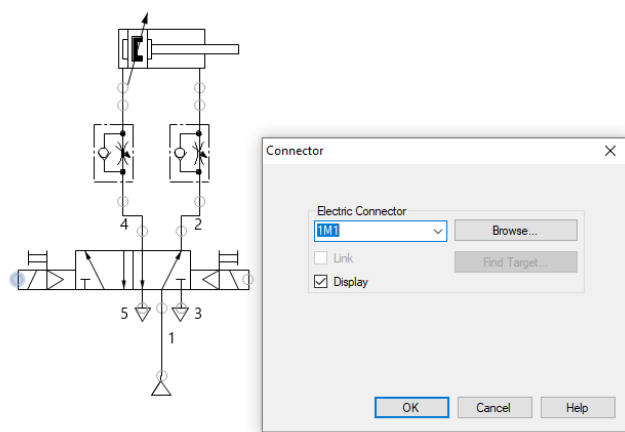 4
2
5
3
1
Connector
Electric Connector
1M1
Browse...
Link
Find Target...
Display
OK
Cancel
Help